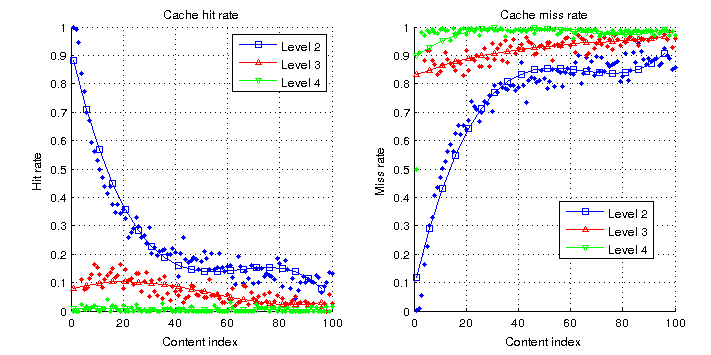 Cache hit rate
1
0.9
0.8
0.7
0.6
0.5
0.4
0.3
0.2
0.1
0
0
20
40
60
80
100
Hit rate
Content index
Level 2
Level 3
Level 4
Cache miss rate
1
0.9
0.8
0.7
0.6
0.5
0.4
0.3
0.2
0.1
0
0
20
40
60
80
100
Miss rate
Content index
Level 2
Level 3
Level 4